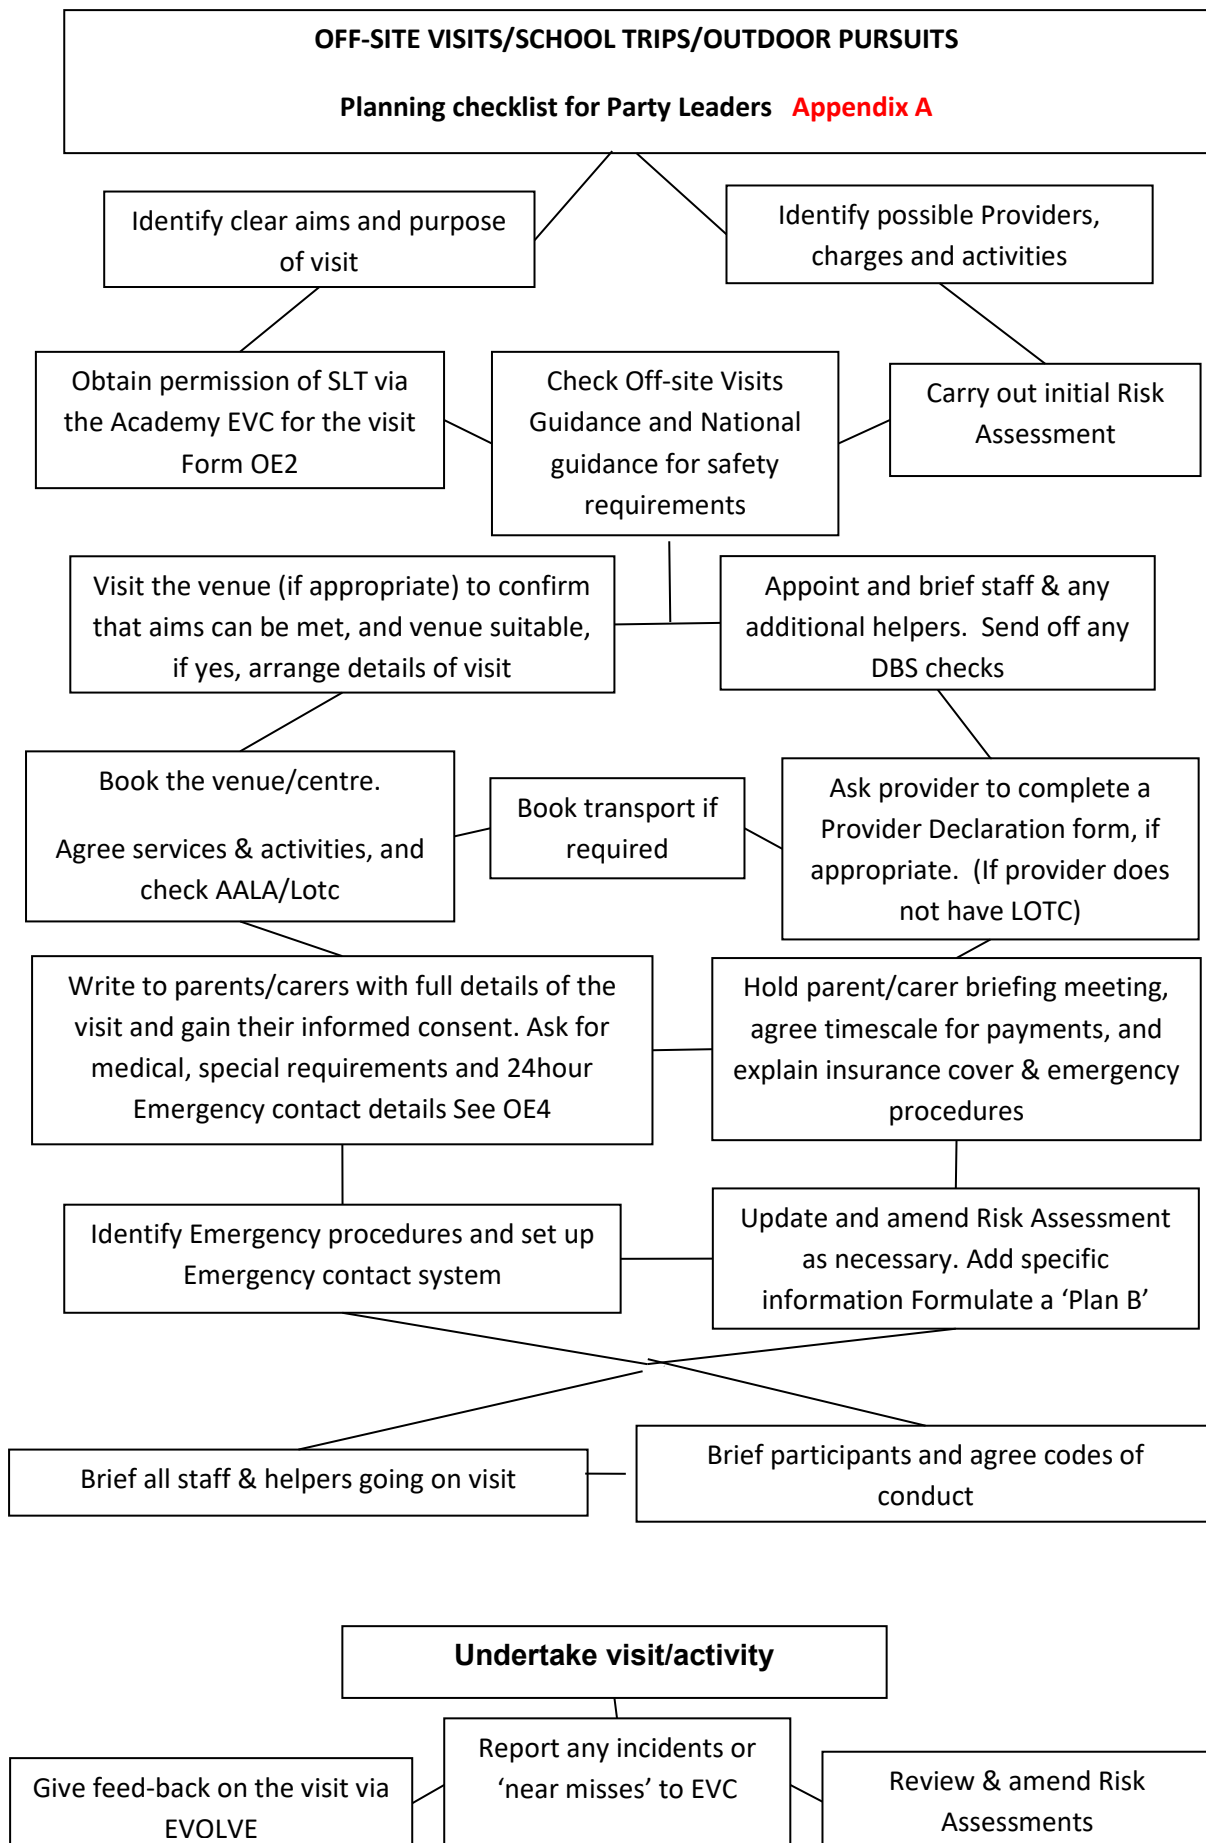 OFF-SITE VISITS/SCHOOL TRIPS/OUTDOOR PURSUITS
Planning checklist for Party Leaders   Appendix A
Identify clear aims and purpose
of visit
Identify possible Providers,
charges and activities
Obtain permission of SLT via
the Academy EVC for the visit
Form OE2
Check Off-site Visits
Guidance and National
guidance for safety
requirements
Carry out initial Risk
Assessment
Visit the venue (if appropriate) to confirm
that aims can be met, and venue suitable,
if yes, arrange details of visit
Appoint and brief staff & any
additional helpers.  Send off any
DBS checks
Book the venue/centre.
Agree services & activities, and
check AALA/Lotc
Book transport if
required
Ask provider to complete a
Provider Declaration form, if
appropriate.  (If provider does
not have LOTC)
Write to parents/carers with full details of the
visit and gain their informed consent. Ask for
medical, special requirements and 24hour
Emergency contact details See OE4
Hold parent/carer briefing meeting,
agree timescale for payments, and
explain insurance cover & emergency
procedures
Identify Emergency procedures and set up
Emergency contact system
Update and amend Risk Assessment
as necessary. Add specific
information Formulate a ‘Plan B’
Brief all staff & helpers going on visit
Brief participants and agree codes of
conduct
Undertake visit/activity
Give feed-back on the visit via
EVOLVE
Report any incidents or
‘near misses’ to EVC
Review & amend Risk
Assessments